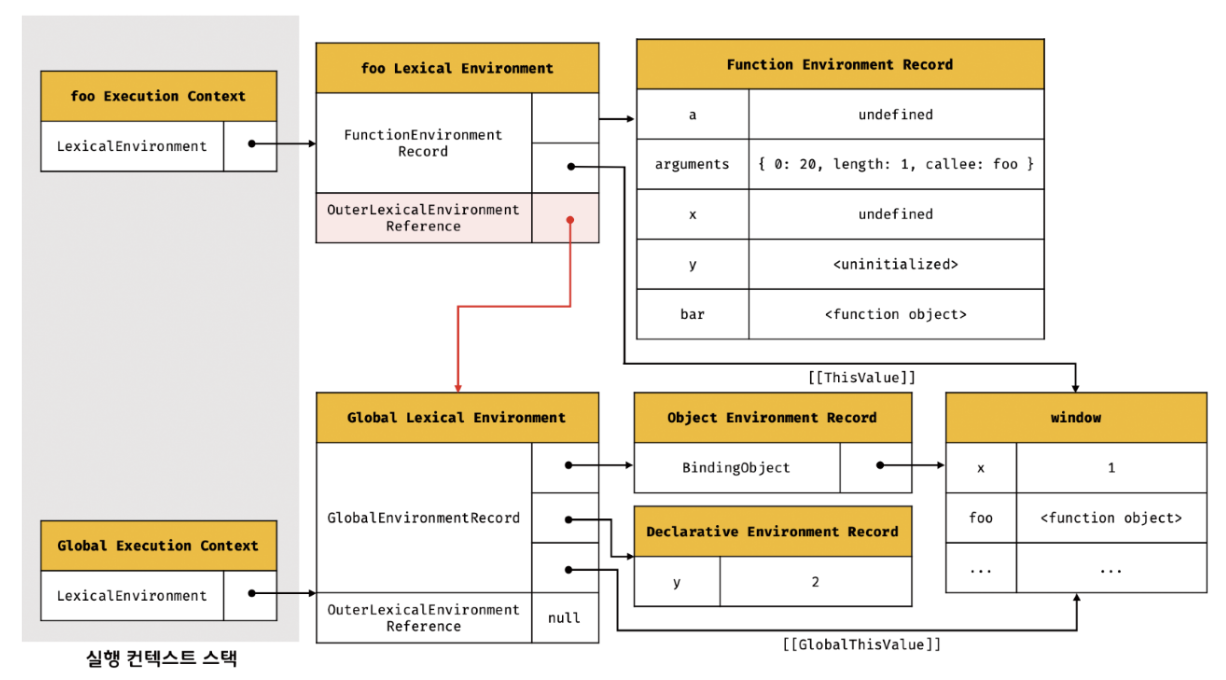 foo Execution Context
LexicalEnvironment
foo Lexical Environment
FunctionEnvironment
Record
OuterLexicalEnvironment
Reference
Function Environment Record
a undefined
arguments { 0: 20, length: 1, callee: foo }
x undefined
y <uninitialized>
bar <function object>
[[ThisValue]]
Global Execution Context
LexicalEnvironment
Global Lexical Environment
GlobalEnvironmentRecord
OuterLexicalEnvironment
Reference
null
Object Environment Record
BindingObject
Declarative Environment Record
y 2
window
x 1
foo <function object>
... ...
[[GlobalThisValue]]
실행 컨텍스트 스택